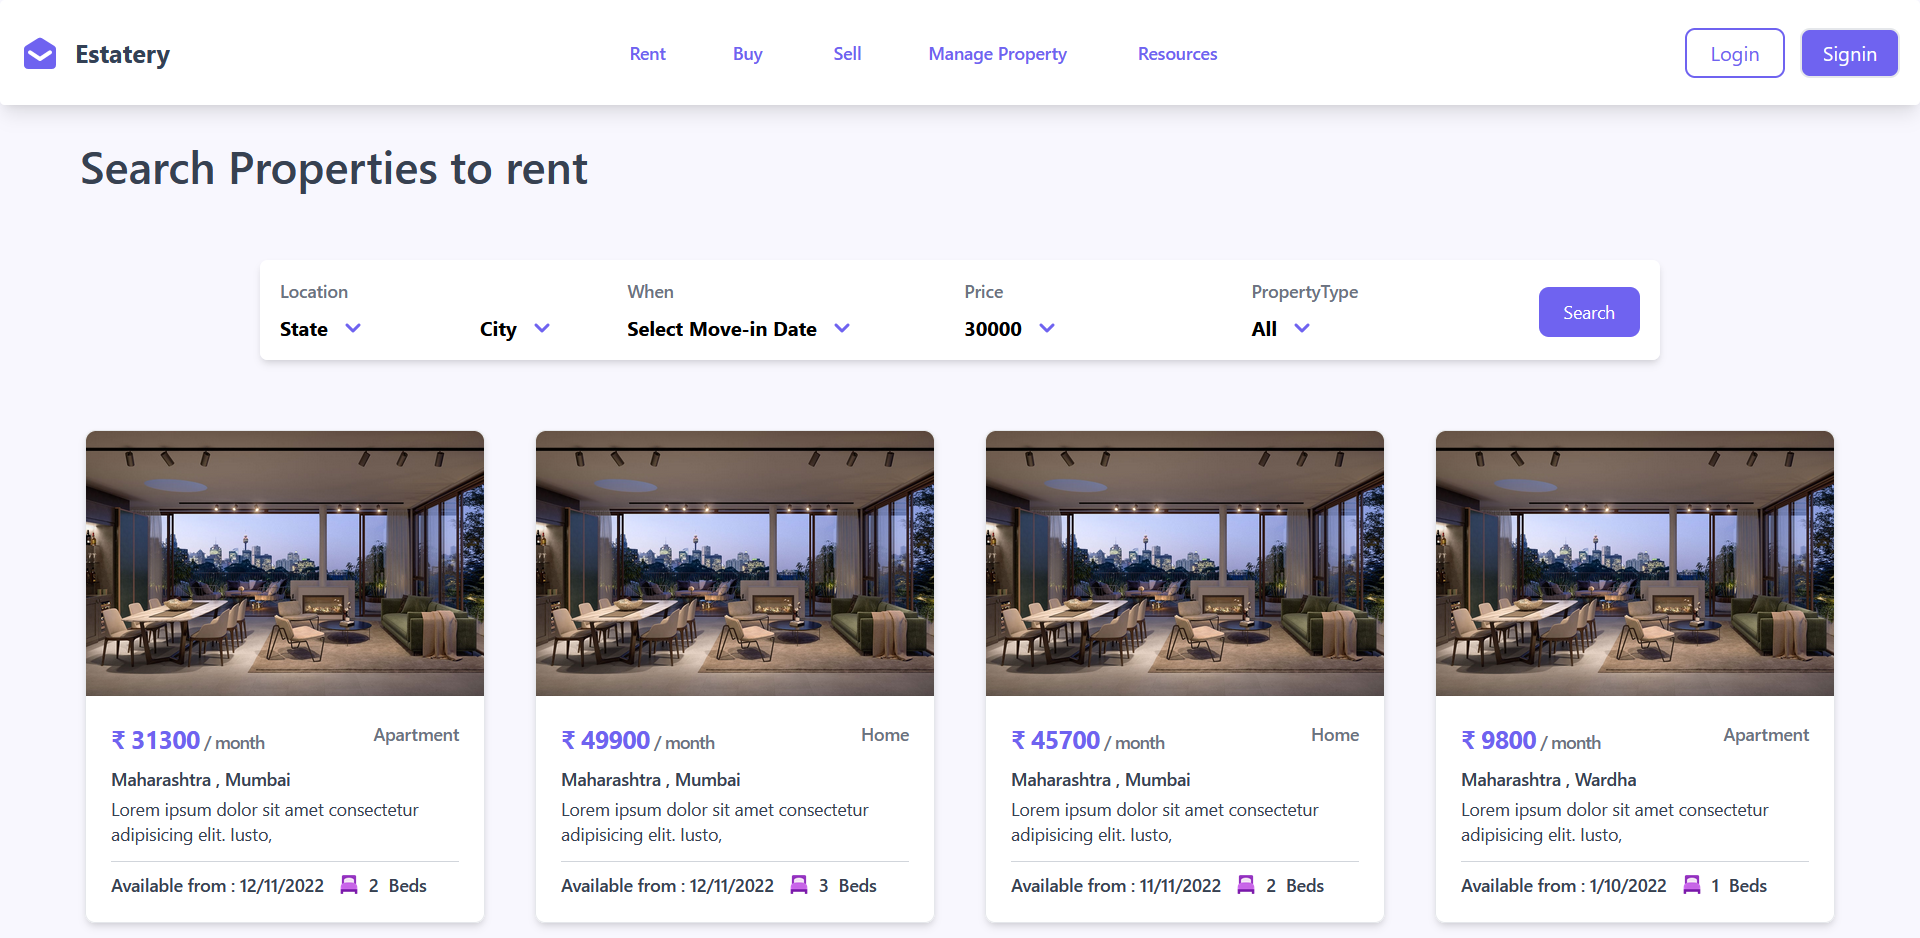 Estatery
Rent Buy Sell Manage Property Resources
Login Signin
Search Properties to rent
Location When Price PropertyType
State City Select Move-in Date 30000 All
Search
₹ 31300 / month Apartment
Maharashtra , Mumbai
Lorem ipsum dolor sit amet consectetur
adipisicing elit. Iusto,
Available from : 12/11/2022 2 Beds
₹ 49900 / month Home
Maharashtra , Mumbai
Lorem ipsum dolor sit amet consectetur
adipisicing elit. Iusto,
Available from : 12/11/2022 3 Beds
₹ 45700 / month Home
Maharashtra , Mumbai
Lorem ipsum dolor sit amet consectetur
adipisicing elit. Iusto,
Available from : 11/11/2022 2 Beds
₹ 9800 / month Apartment
Maharashtra , Wardha
Lorem ipsum dolor sit amet consectetur
adipisicing elit. Iusto,
Available from : 1/10/2022 1 Beds